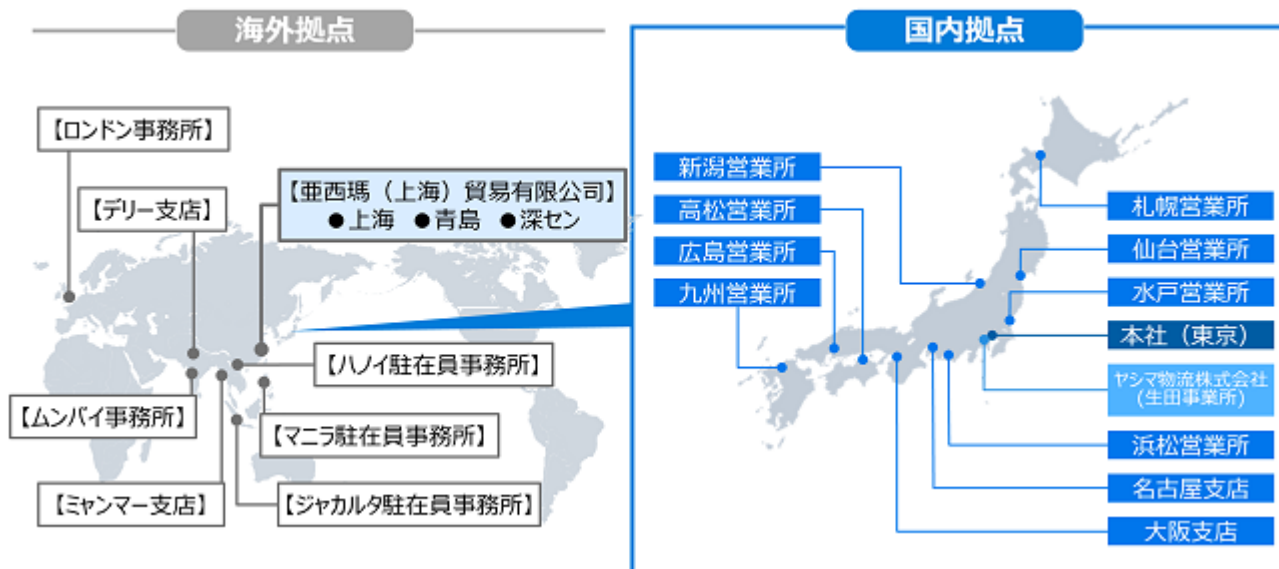 海外拠点
【ロンドン事務所】
【デリー支店】
【亜西瑪（上海）貿易有限公司】
●上海 ●青島 ●深セン
【ハノイ駐在員事務所】
【ムンバイ事務所】
【マニラ駐在員事務所】
【ミャンマー支店】
【ジャカルタ駐在員事務所】
国内拠点
新潟営業所
高松営業所
広島営業所
九州営業所
札幌営業所
仙台営業所
水戸営業所
本社（東京）
ヤシマ物流株式会社
(生田事業所)
浜松営業所
名古屋支店
大阪支店